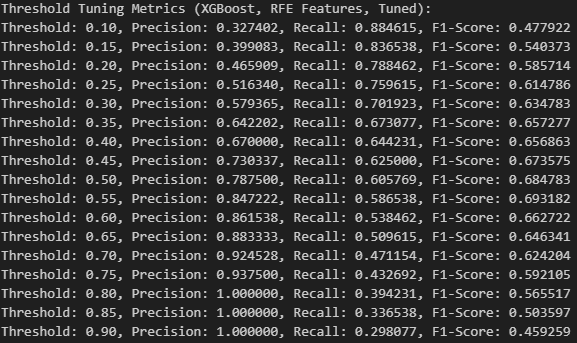 Threshold Tuning Metrics (XGBoost, RFE Features, Tuned):
Threshold: 0.10, Precision: 0.327402, Recall: 0.884615, F1-Score: 0.477922
Threshold: 0.15, Precision: 0.399083, Recall: 0.836538, F1-Score: 0.540373
Threshold: 0.20, Precision: 0.465909, Recall: 0.788462, F1-Score: 0.585714
Threshold: 0.25, Precision: 0.516340, Recall: 0.759615, F1-Score: 0.614786
Threshold: 0.30, Precision: 0.579365, Recall: 0.701923, F1-Score: 0.634783
Threshold: 0.35, Precision: 0.642202, Recall: 0.673077, F1-Score: 0.657277
Threshold: 0.40, Precision: 0.670000, Recall: 0.644231, F1-Score: 0.656863
Threshold: 0.45, Precision: 0.730337, Recall: 0.625000, F1-Score: 0.673575
Threshold: 0.50, Precision: 0.787500, Recall: 0.605769, F1-Score: 0.684783
Threshold: 0.55, Precision: 0.847222, Recall: 0.586538, F1-Score: 0.693182
Threshold: 0.60, Precision: 0.861538, Recall: 0.538462, F1-Score: 0.662722
Threshold: 0.65, Precision: 0.883333, Recall: 0.509615, F1-Score: 0.646341
Threshold: 0.70, Precision: 0.924528, Recall: 0.471154, F1-Score: 0.624204
Threshold: 0.75, Precision: 0.937500, Recall: 0.432692, F1-Score: 0.592105
Threshold: 0.80, Precision: 1.000000, Recall: 0.394231, F1-Score: 0.565517
Threshold: 0.85, Precision: 1.000000, Recall: 0.336538, F1-Score: 0.503597
Threshold: 0.90, Precision: 1.000000, Recall: 0.298077, F1-Score: 0.459259